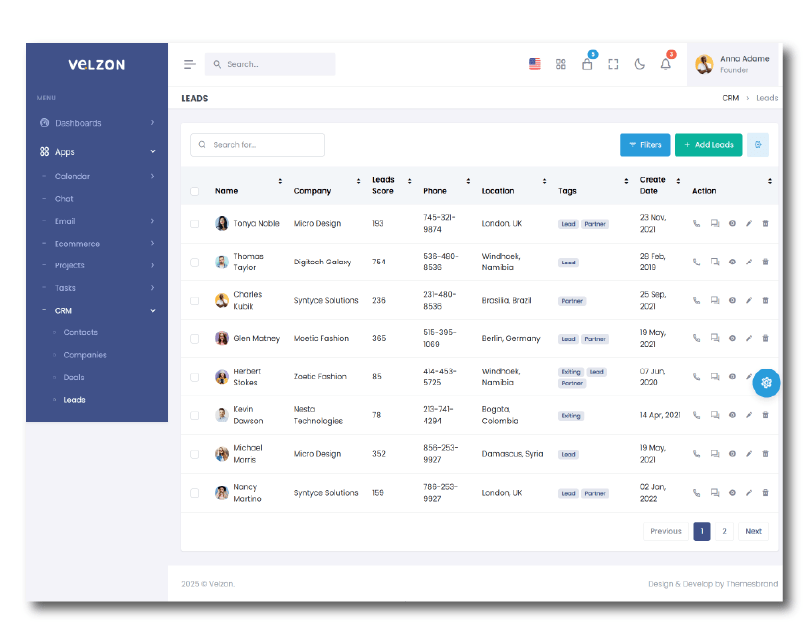 VELZON
Search...
5
3
Anna Adame
Founder
MENU
Dashboards
Apps
Calendar
Chat
Email
Ecommerce
Projects
Tasks
CRM
Contacts
Companies
Deals
Leads
LEADS
CRM > Leads
Search for...
Filters
+ Add Leads
Name Company Leads Score Phone Location Tags Create Date Action
Tonya Noble Micro Design 193 745-321-9874 London, UK Lead Partner 23 Nov, 2021
Thomas Taylor Digitech Galaxy 754 536-480-8536 Windhoek, Namibia Lead 28 Feb, 2019
Charles Kubik Syntyce Solutions 236 231-480-8536 Brasilia, Brazil Partner 25 Sep, 2021
Glen Matney Moetic Fashion 365 515-395-1069 Berlin, Germany Lead Partner 19 May, 2021
Herbert Stokes Zoetic Fashion 85 414-453-5725 Windhoek, Namibia Exiting Lead Partner 07 Jun, 2020
Kevin Dawson Nesta Technologies 78 213-741-4294 Bogota, Colombia Exiting 14 Apr, 2021
Michael Morris Micro Design 352 856-253-9927 Damascus, Syria Lead 19 May, 2021
Nancy Martino Syntyce Solutions 159 786-253-9927 London, UK Lead Partner 02 Jan, 2022
Previous 1 2 Next
2025 © Velzon.
Design & Develop by Themesbrand